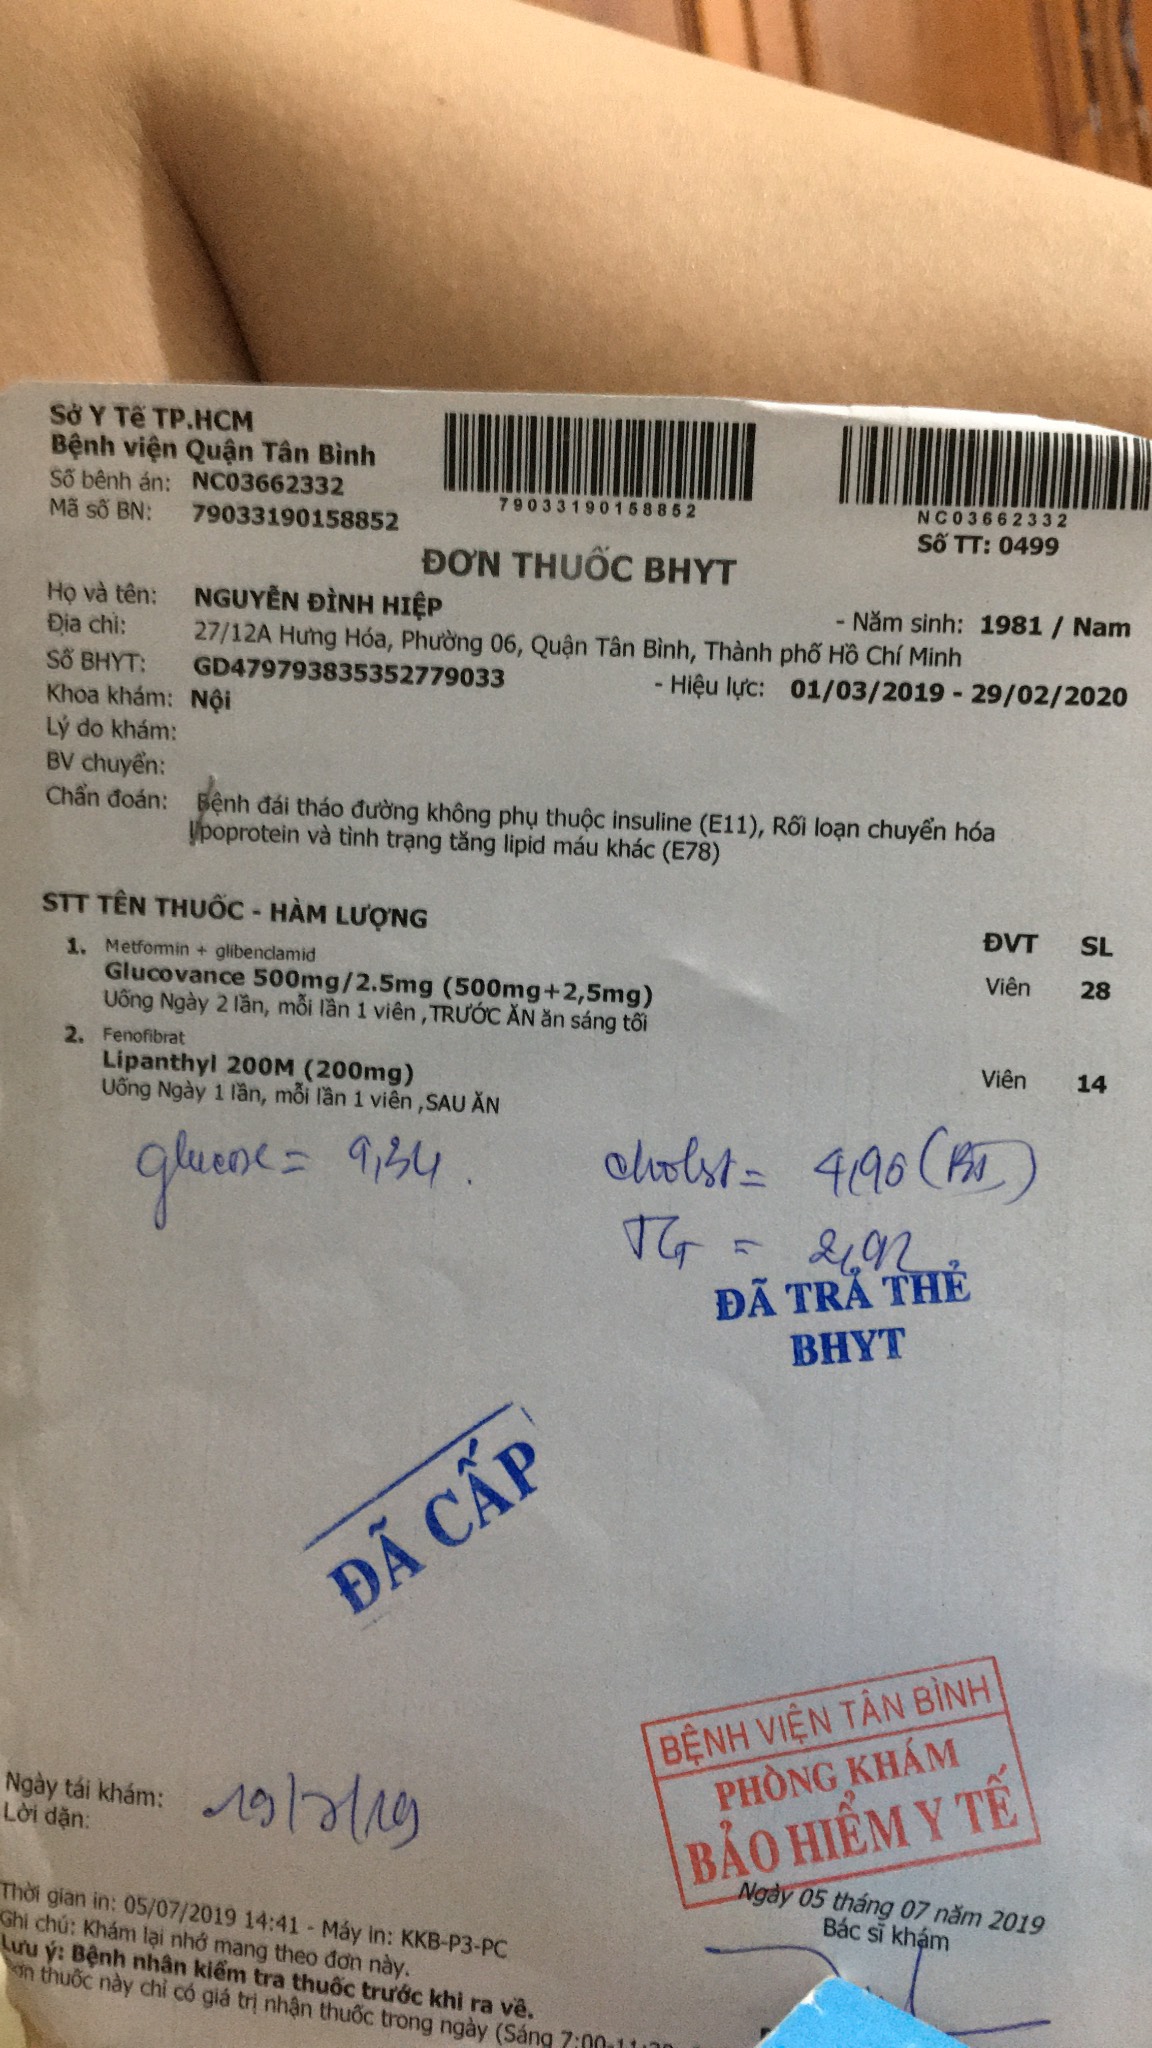 Sở Y Tế TP.HCM
Bệnh viện Quận Tân Bình
Số bệnh án: NC03662332
Mã số BN: 79033190158852
79033190158852
NC03662332
Số TT: 0499
ĐƠN THUỐC BHYT
Họ và tên: NGUYỄN ĐÌNH HIỆP - Năm sinh: 1981 / Nam
Địa chỉ: 27/12A Hưng Hóa, Phường 06, Quận Tân Bình, Thành phố Hồ Chí Minh
Số BHYT: GD479793835352779033 - Hiệu lực: 01/03/2019 - 29/02/2020
Khoa khám: Nội
Lý do khám:
BV chuyển:
Chẩn đoán: Bệnh đái tháo đường không phụ thuộc insuline (E11), Rối loạn chuyển hóa
lipoprotein và tình trạng tăng lipid máu khác (E78)
STT TÊN THUỐC - HÀM LƯỢNG ĐVT SL
1. Metformin + glibenclamid
Glucovance 500mg/2.5mg (500mg+2,5mg) Viên 28
Uống Ngày 2 lần, mỗi lần 1 viên ,TRƯỚC ĂN ăn sáng tối
2. Fenofibrat
Lipanthyl 200M (200mg) Viên 14
Uống Ngày 1 lần, mỗi lần 1 viên ,SAU ĂN
glucose = 9,34. cholest = 4,96 (BT)
TG = 2,92
ĐÃ TRẢ THẺ
BHYT
ĐÃ CẤP
BỆNH VIỆN TÂN BÌNH
PHÒNG KHÁM
BẢO HIỂM Y TẾ
Ngày tái khám: 19/7/19
Lời dặn:
Ngày 05 tháng 07 năm 2019
Bác sĩ khám
Thời gian in: 05/07/2019 14:41 - Máy in: KKB-P3-PC
Ghi chú: Khám lại nhớ mang theo đơn này.
Lưu ý: Bệnh nhân kiểm tra thuốc trước khi ra về.
thuốc này chỉ có giá trị nhận thuốc trong ngày (Sáng 7:00-